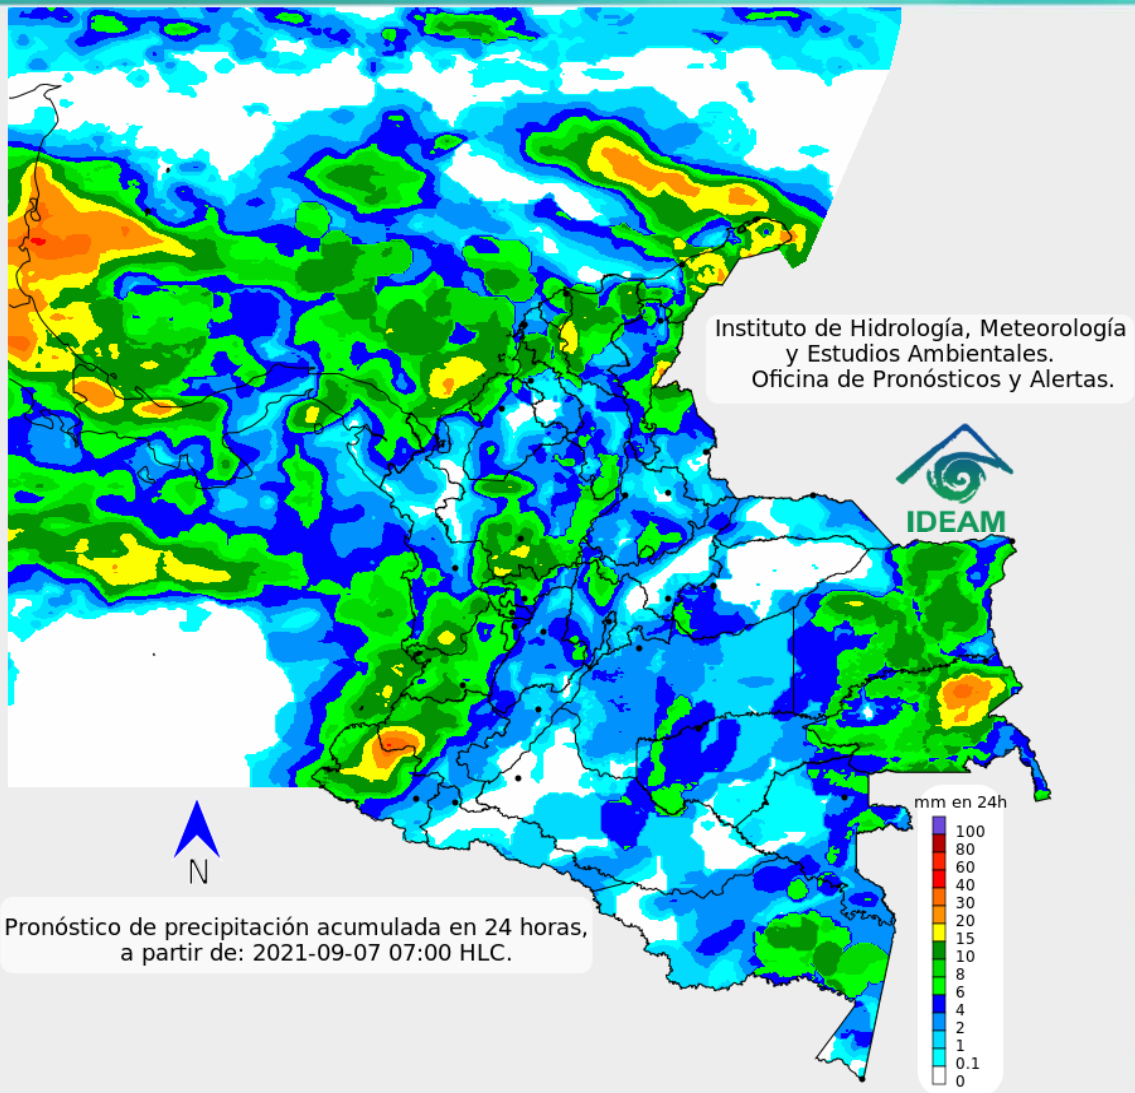 Instituto de Hidrología, Meteorología
y Estudios Ambientales.
Oficina de Pronósticos y Alertas.
IDEAM
mm en 24h
100
80
60
40
30
20
15
10
8
6
4
2
1
0.1
0
N
Pronóstico de precipitación acumulada en 24 horas,
a partir de: 2021-09-07 07:00 HLC.